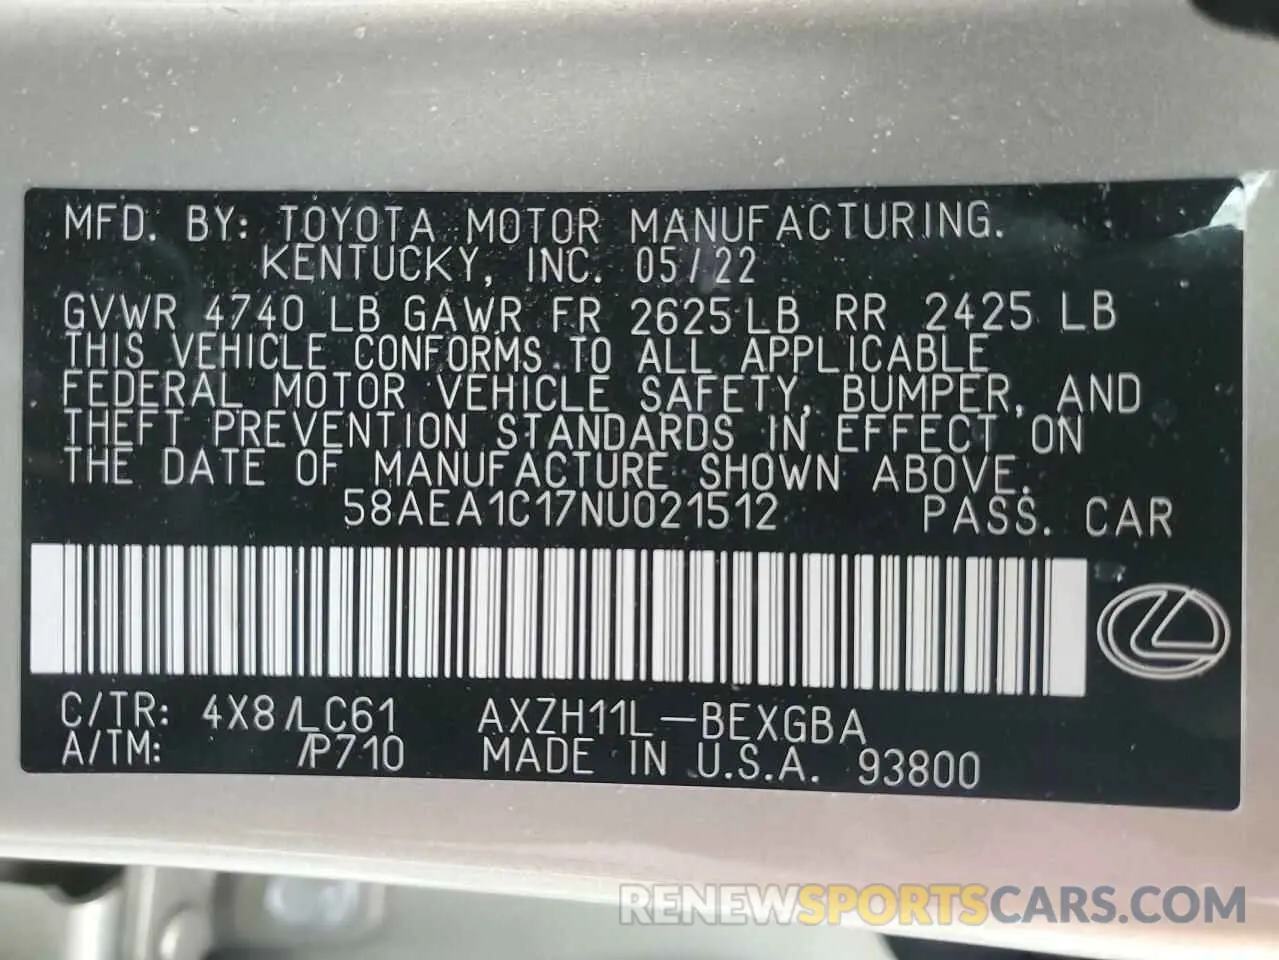 MFD. BY: TOYOTA MOTOR MANUFACTURING.
KENTUCKY, INC. 05/22
GVWR 4740 LB GAWR FR 2625 LB RR 2425 LB
THIS VEHICLE CONFORMS TO ALL APPLICABLE
FEDERAL MOTOR VEHICLE SAFETY, BUMPER, AND
THEFT PREVENTION STANDARDS IN EFFECT ON
THE DATE OF MANUFACTURE SHOWN ABOVE.
58AEA1C17NU021512 PASS. CAR
C/TR: 4X8/LC61 AXZH11L-BEXGBA
A/TM: /P710 MADE IN U.S.A. 93800
RENEWSPORTSCARS.COM